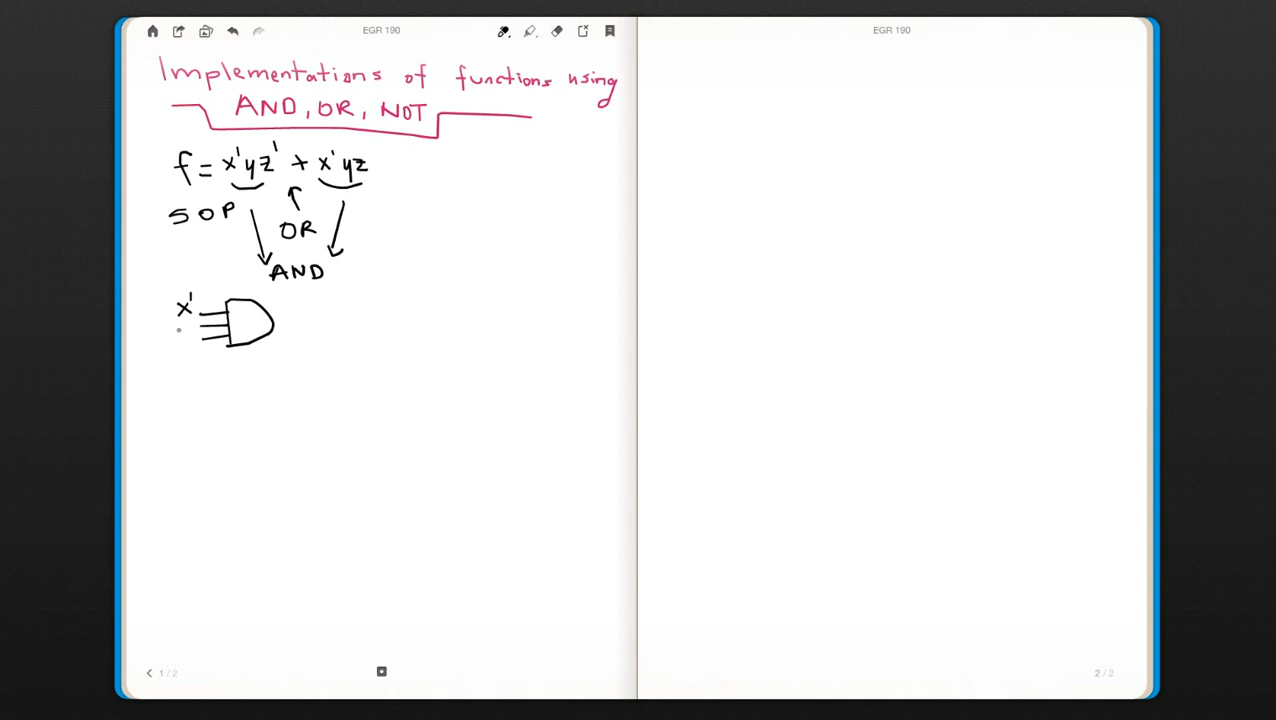 EGR 190
EGR 190
Implementations of functions using
AND, OR, NOT
f = x'yz' + x'yz
SOP
OR
AND
x'
1 / 2
2 / 2